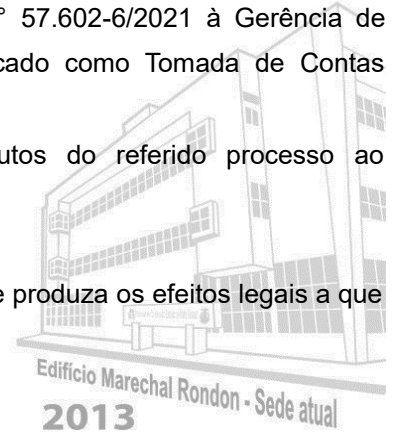 ° 57.602-6/2021 à Gerência de
cado como Tomada de Contas
utos do referido processo ao
e produza os efeitos legais a que
Edifício Marechal Rondon - Sede atual
2013